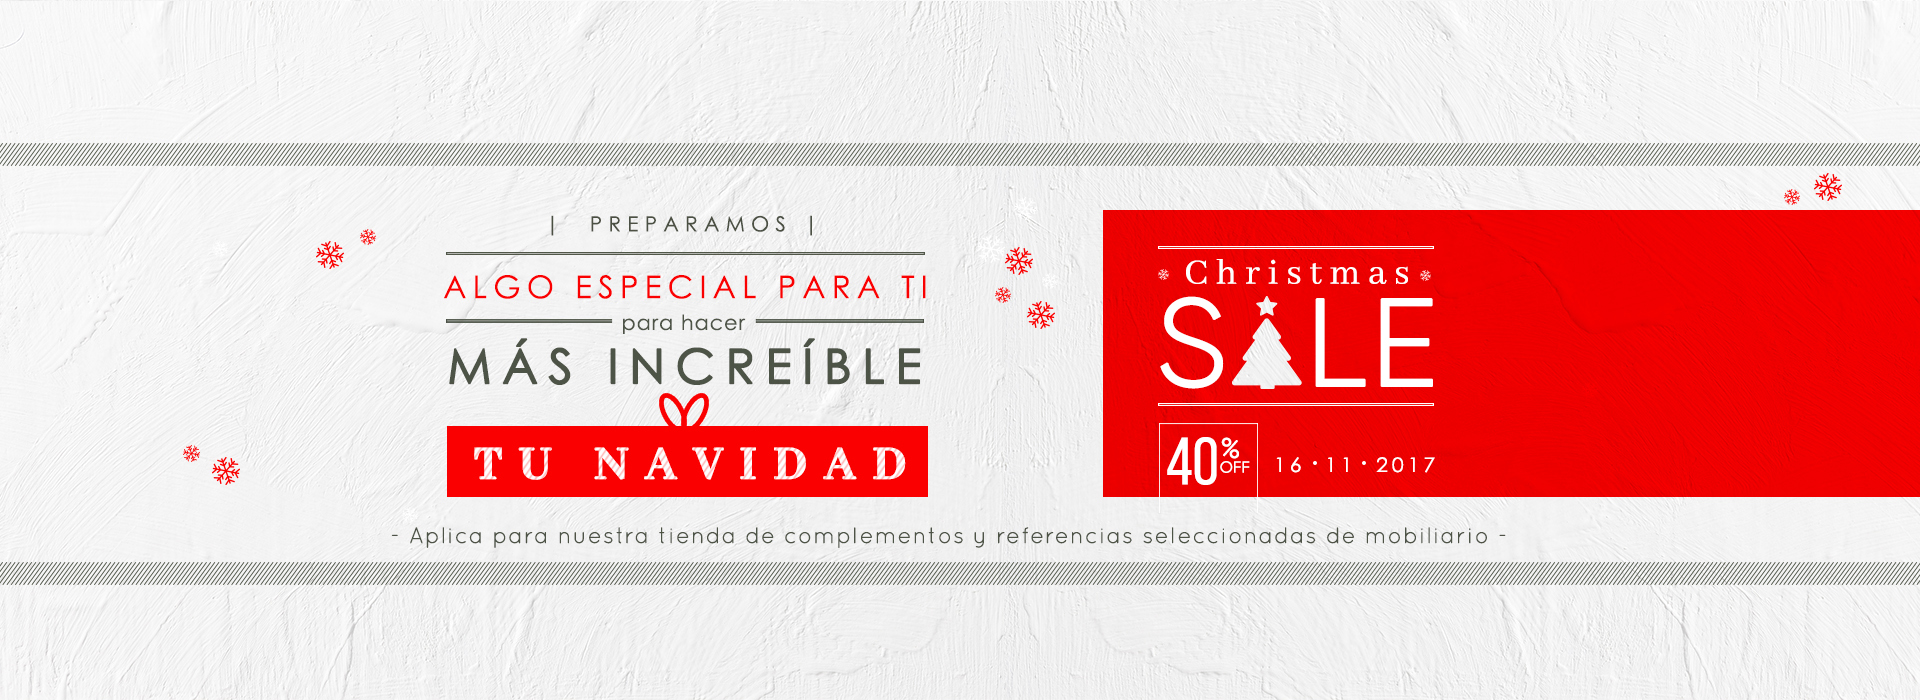 | PREPARAMOS |
ALGO ESPECIAL PARA TI
para hacer
MÁS INCREÍBLE
TU NAVIDAD
Christmas
SALE
40% OFF
16·11·2017
- Aplica para nuestra tienda de complementos y referencias seleccionadas de mobiliario -